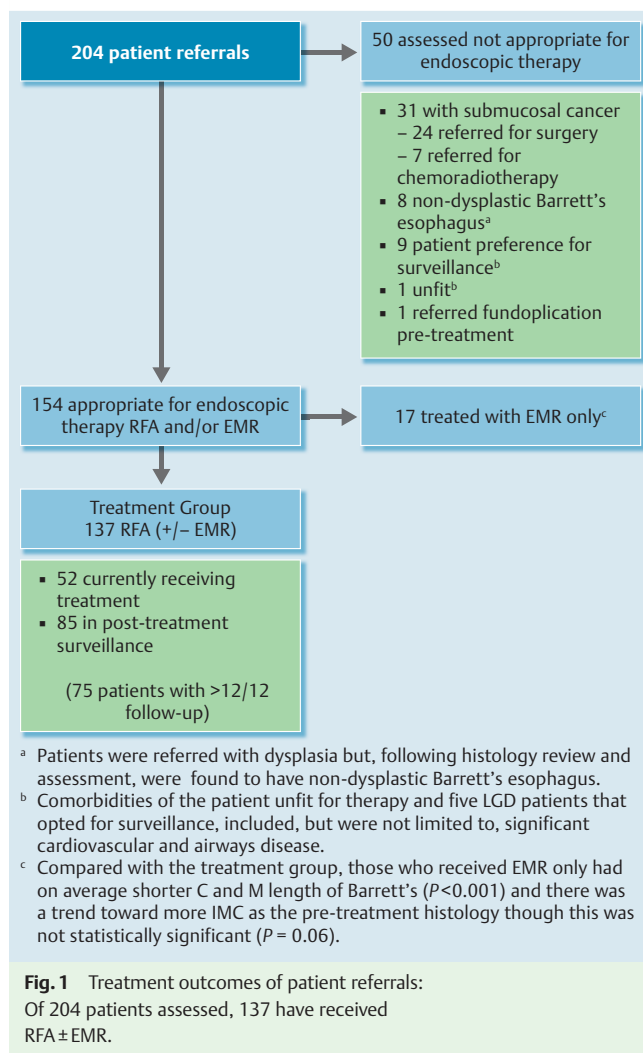 204 patient referrals
50 assessed not appropriate for
endoscopic therapy
▪ 31 with submucosal cancer
– 24 referred for surgery
– 7 referred for
chemoradiotherapy
▪ 8 non-dysplastic Barrett’s
esophagusᵃ
▪ 9 patient preference for
surveillanceᵇ
▪ 1 unfitᵇ
▪ 1 referred fundoplication
pre-treatment
154 appropriate for endoscopic
therapy RFA and/or EMR
17 treated with EMR onlyᶜ
Treatment Group
137 RFA (+/– EMR)
▪ 52 currently receiving
treatment
▪ 85 in post-treatment
surveillance
(75 patients with >12/12
follow-up)
ᵃ Patients were referred with dysplasia but, following histology review and
assessment, were found to have non-dysplastic Barrett’s esophagus.
ᵇ Comorbidities of the patient unfit for therapy and five LGD patients that
opted for surveillance, included, but were not limited to, significant
cardiovascular and airways disease.
ᶜ Compared with the treatment group, those who received EMR only had
on average shorter C and M length of Barrett’s (P<0.001) and there was
a trend toward more IMC as the pre-treatment histology though this was
not statistically significant (P = 0.06).
Fig. 1 Treatment outcomes of patient referrals:
Of 204 patients assessed, 137 have received
RFA ± EMR.